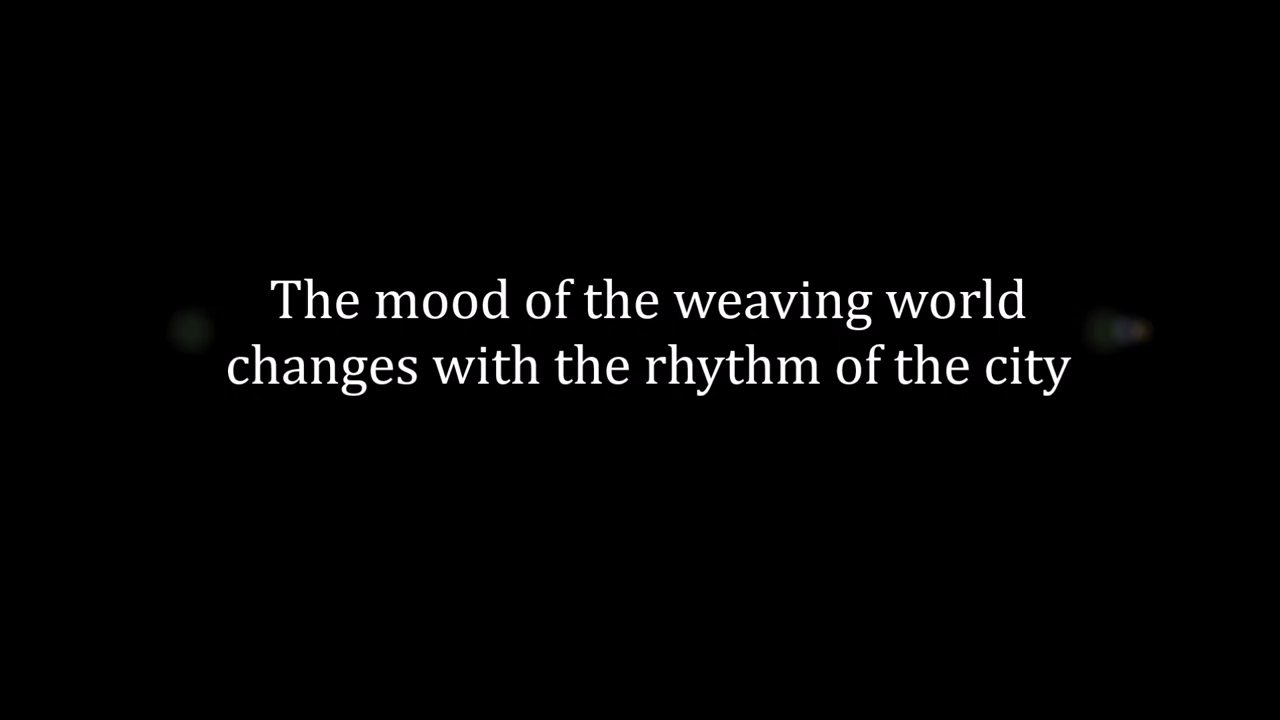 The mood of the weaving world
changes with the rhythm of the city